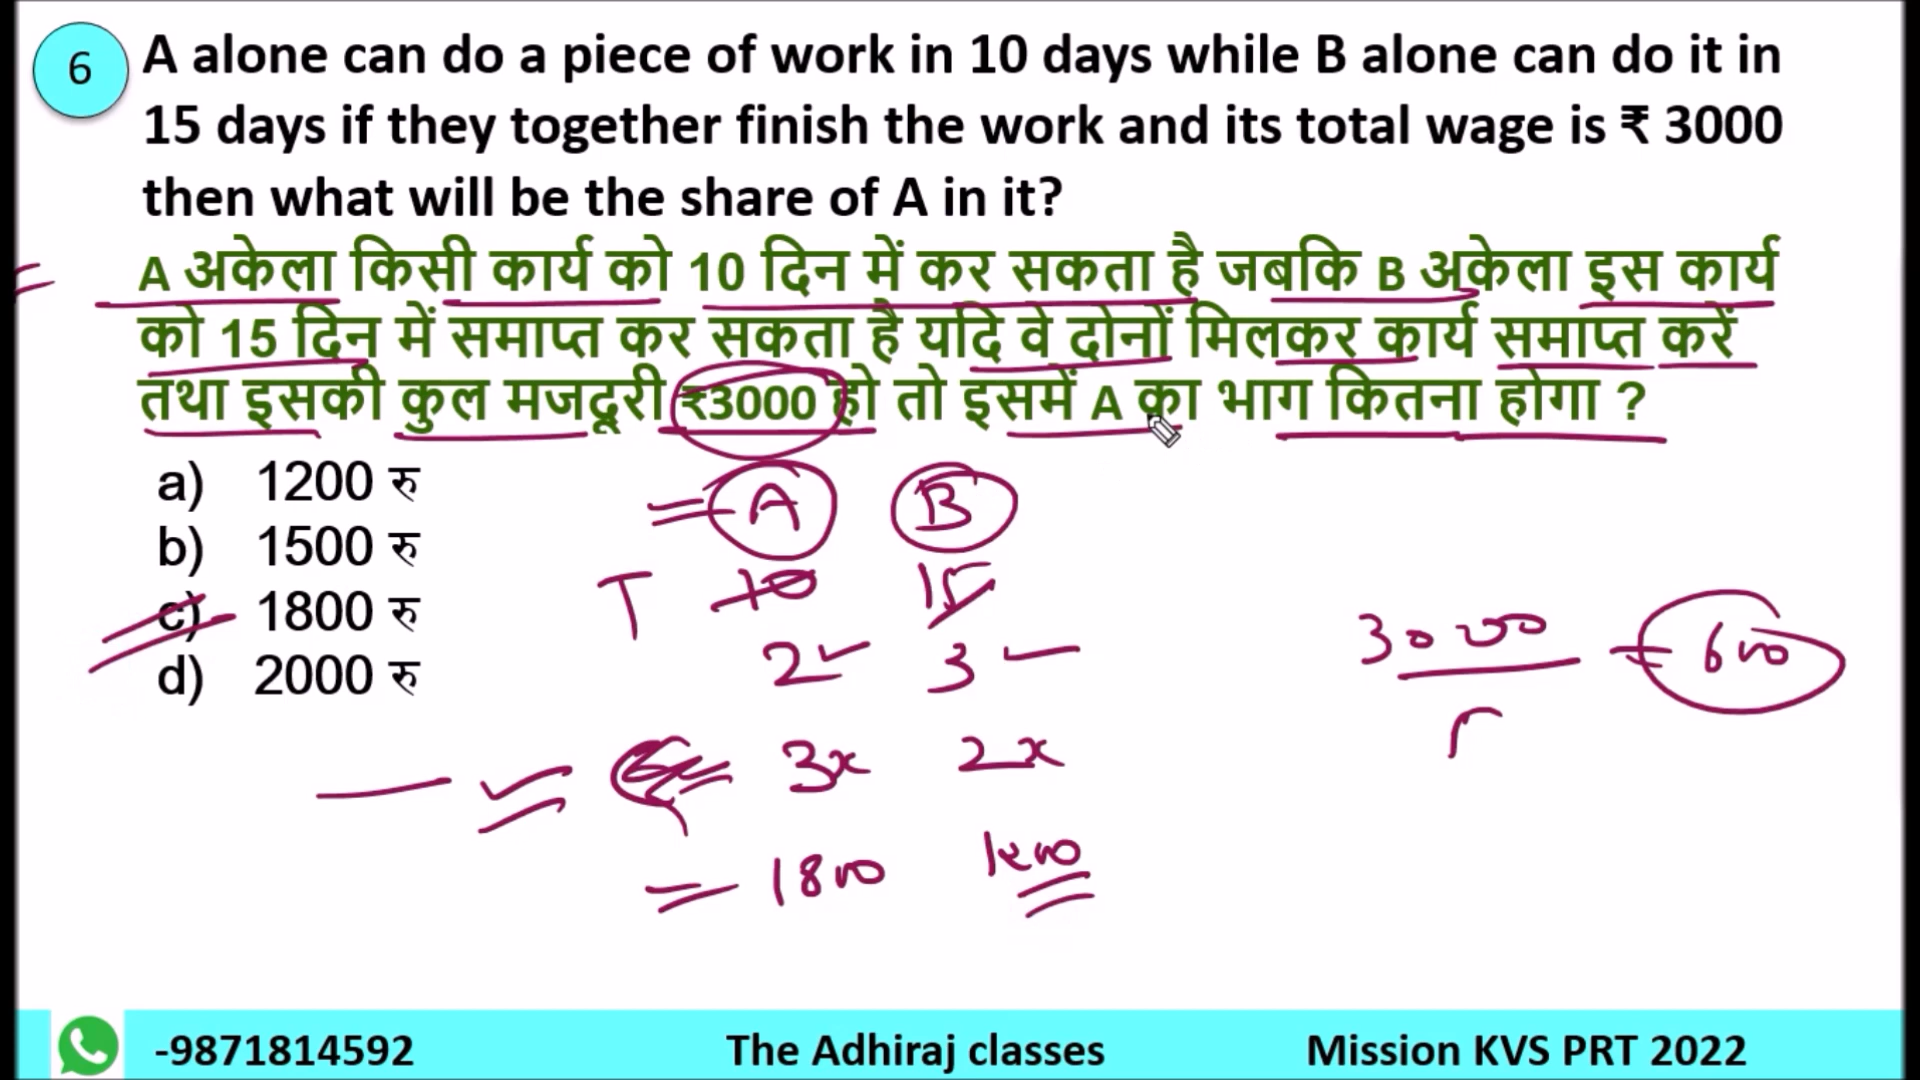 6
A alone can do a piece of work in 10 days while B alone can do it in
15 days if they together finish the work and its total wage is ₹ 3000
then what will be the share of A in it?
A अकेला किसी कार्य को 10 दिन में कर सकता है जबकि B अकेला इस कार्य
को 15 दिन में समाप्त कर सकता है यदि वे दोनों मिलकर कार्य समाप्त करें
तथा इसकी कुल मजदूरी ₹3000 हो तो इसमें A का भाग कितना होगा ?
a) 1200 रु
b) 1500 रु
c) 1800 रु
d) 2000 रु
= A B
T 10 15
2 3
3x 2x
= 1800 1200
3000 = 600
5
-9871814592 The Adhiraj classes Mission KVS PRT 2022